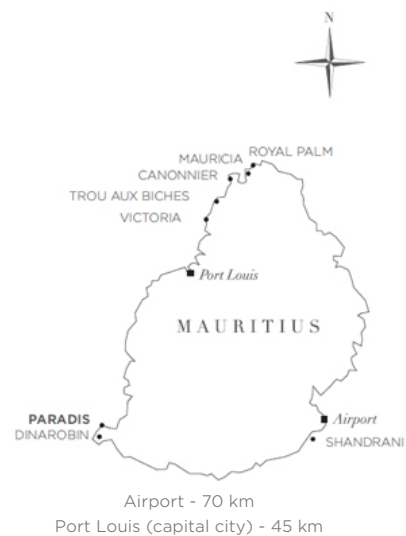 N
ROYAL PALM
MAURICIA
CANONNIER
TROU AUX BICHES
VICTORIA
Port Louis
MAURITIUS
PARADIS
DINAROBIN
Airport
SHANDRANI
Airport - 70 km
Port Louis (capital city) - 45 km